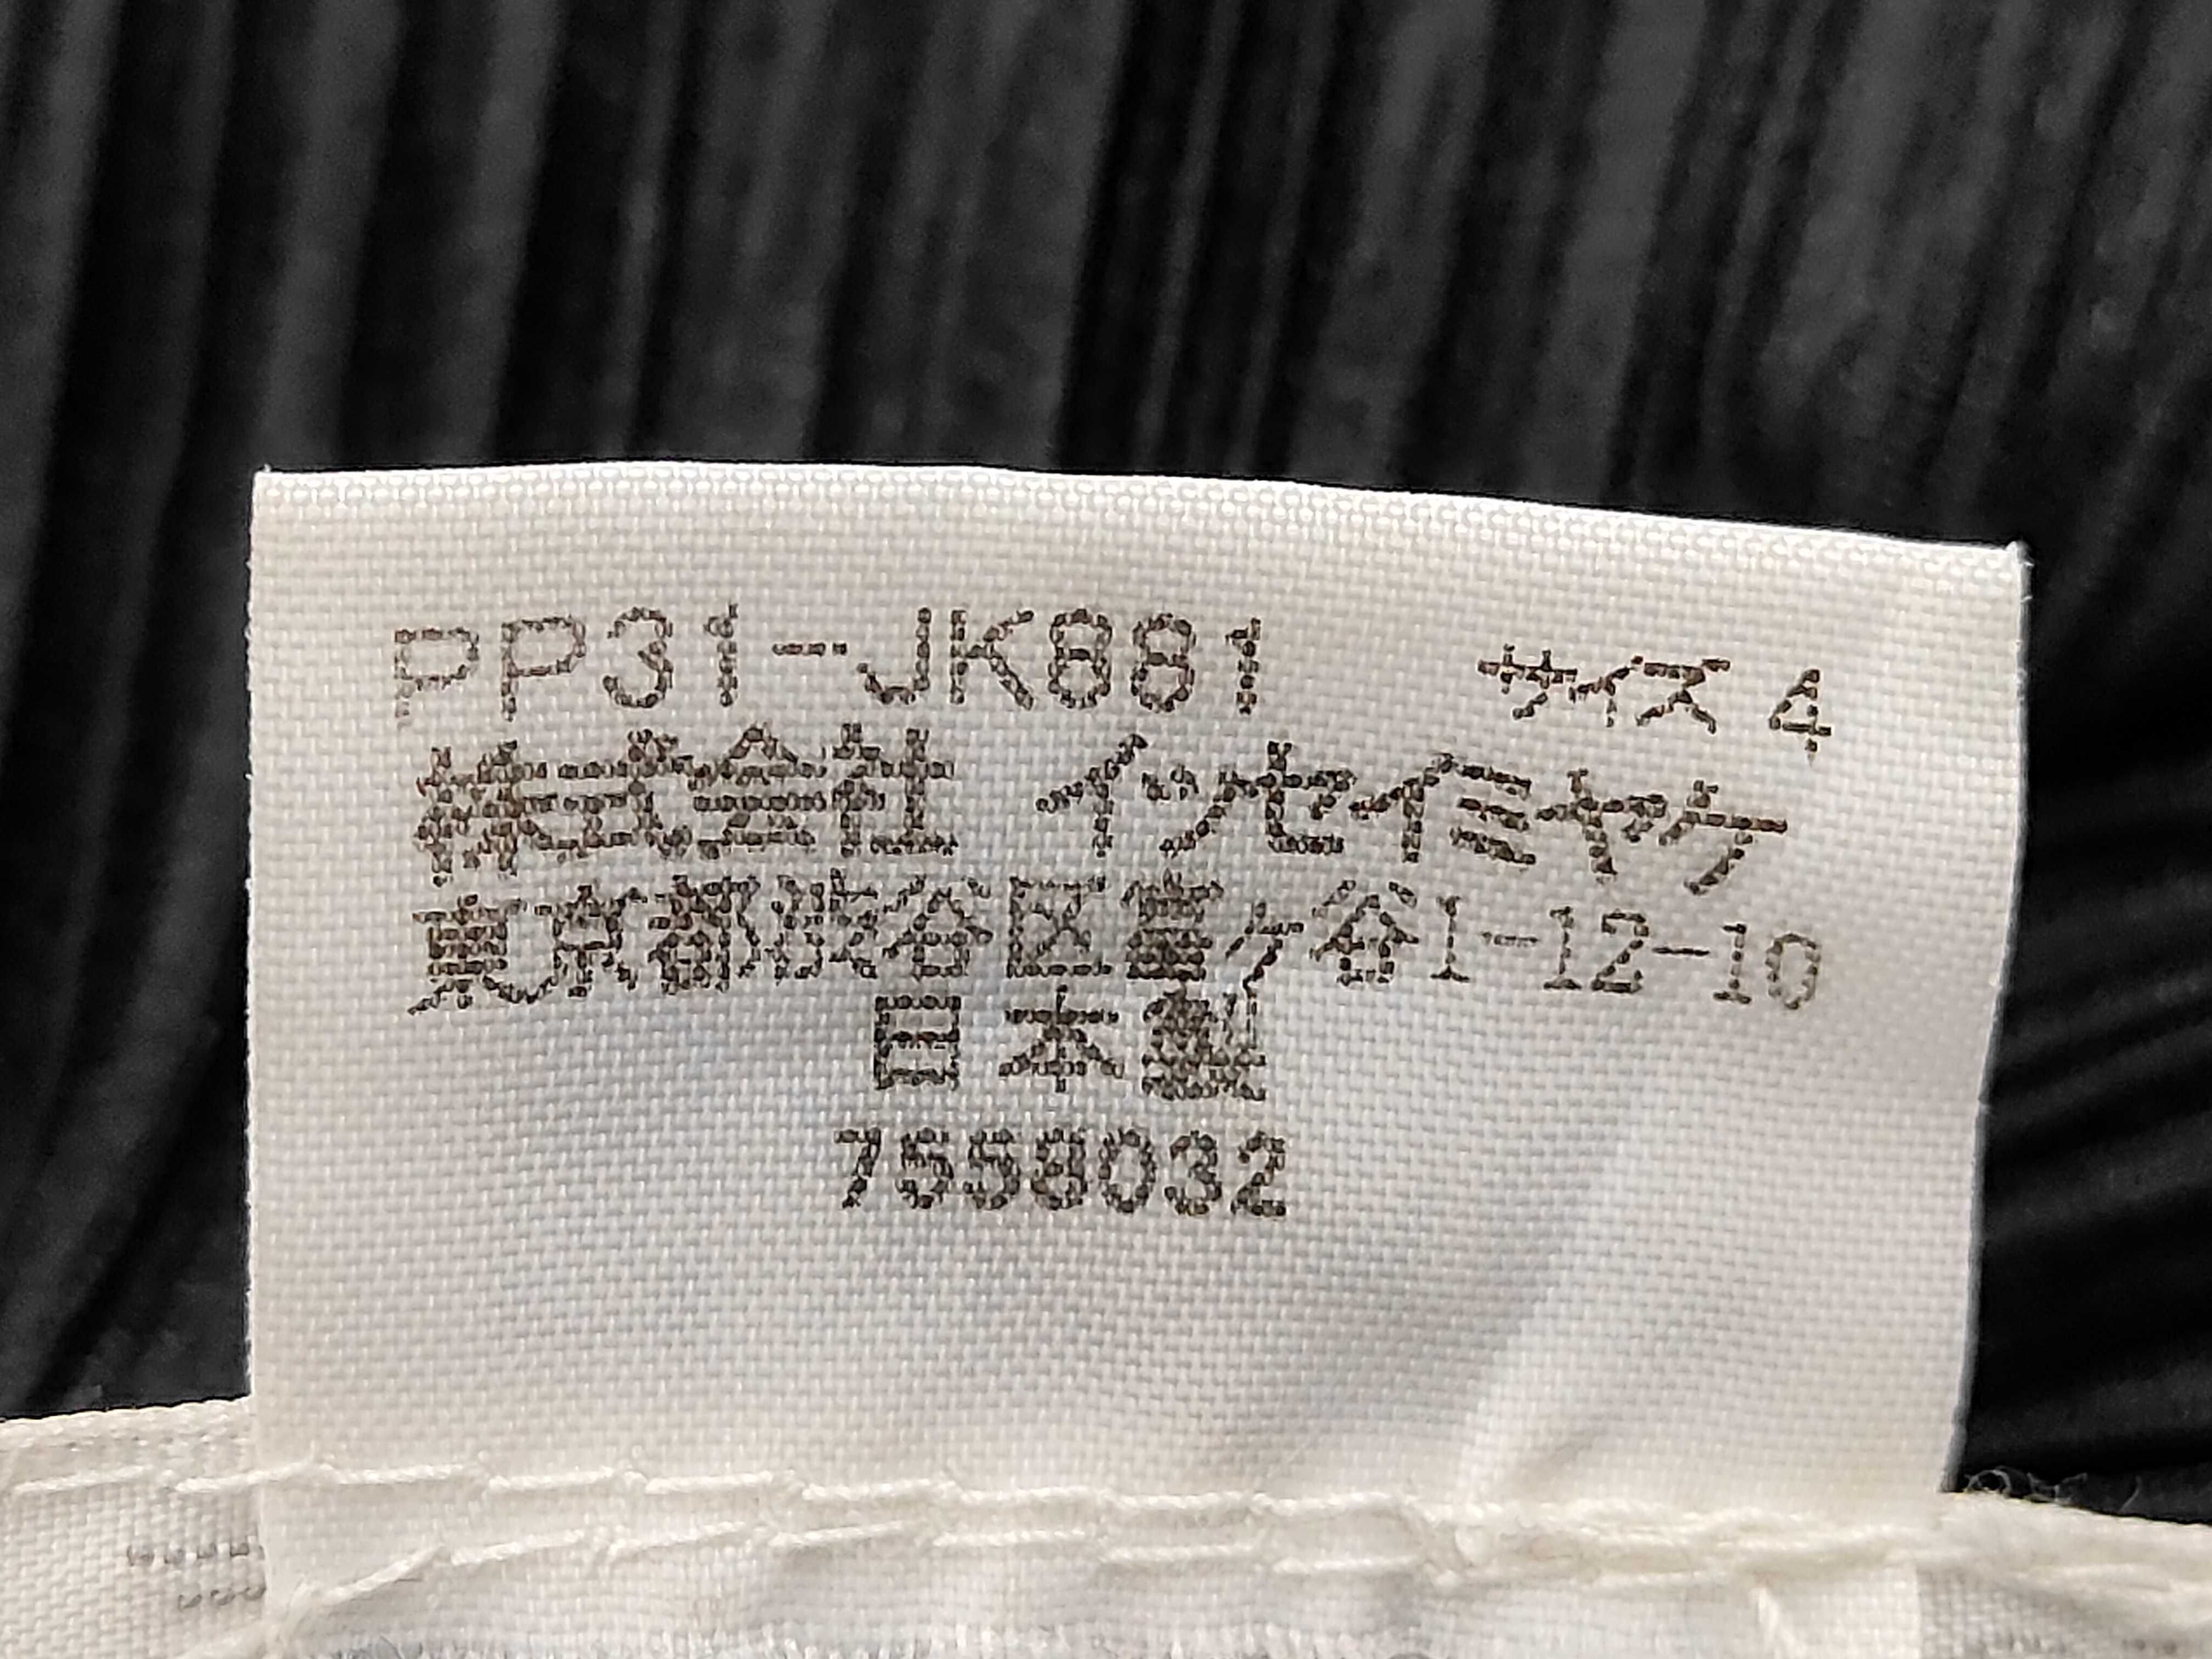 PP31-JK881 サイズ 4
株式会社 イッセイミヤケ
東京都渋谷区富ケ谷1-12-10
日本製
7558032